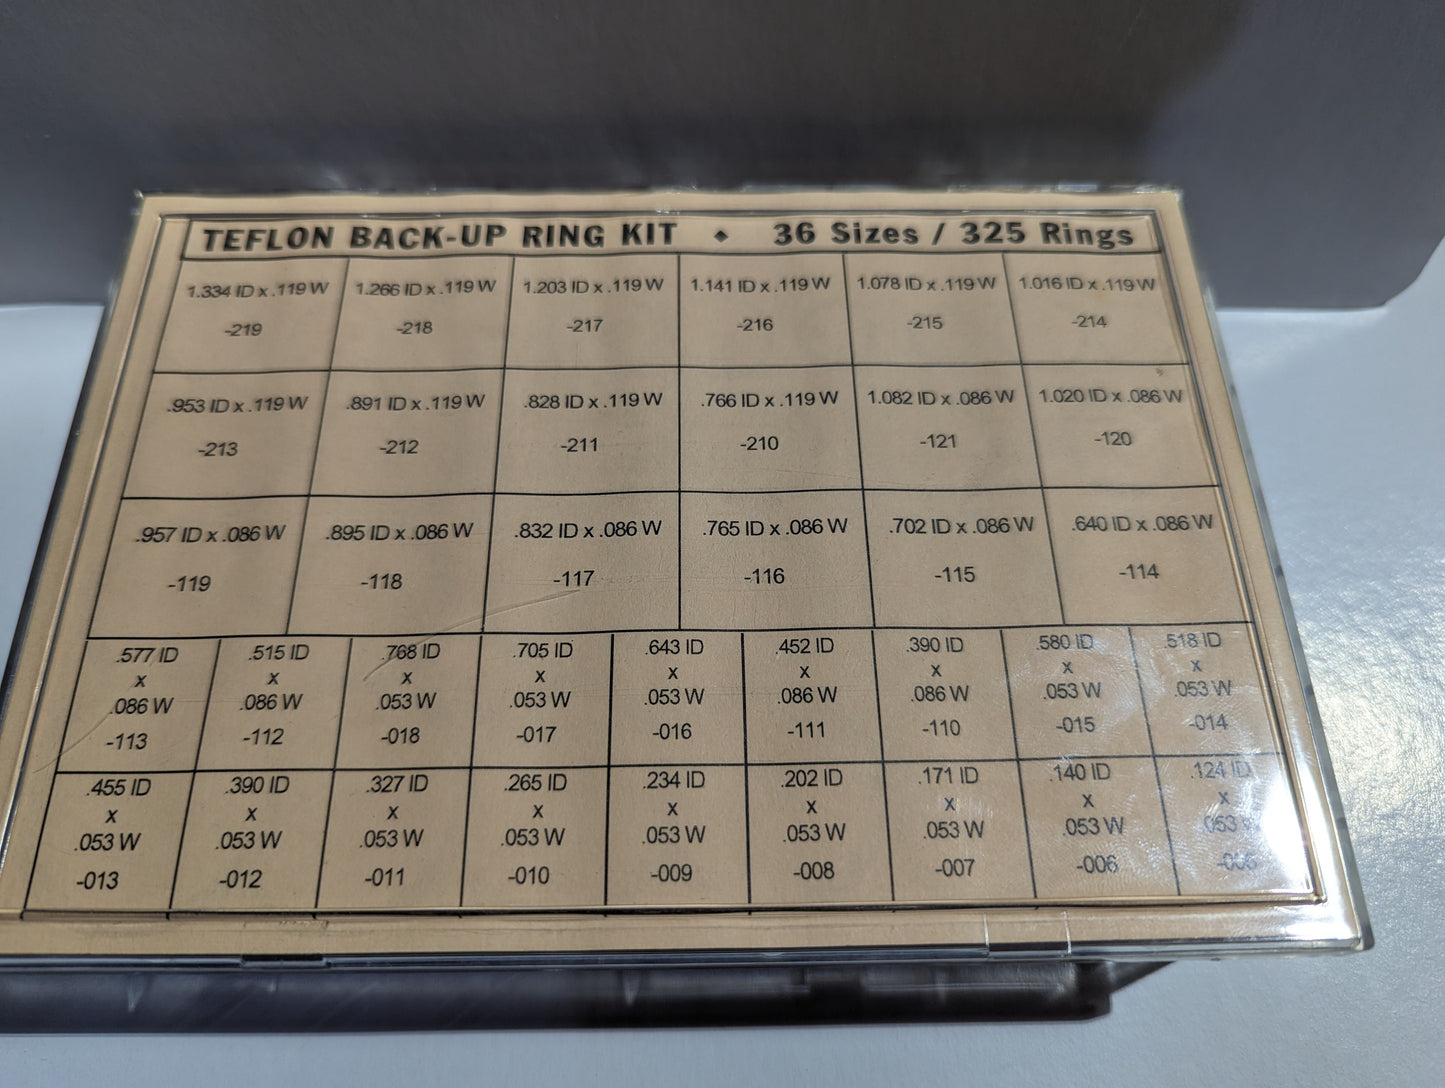 TEFLON BACK-UP RING KIT ◆ 36 Sizes / 325 Rings
1.334 ID x .119 W
-219
1.266 ID x .119 W
-218
1.203 ID x .119 W
-217
1.141 ID x .119 W
-216
1.078 ID x .119 W
-215
1.016 ID x .119 W
-214
.953 ID x .119 W
-213
.891 ID x .119 W
-212
.828 ID x .119 W
-211
.766 ID x .119 W
-210
1.082 ID x .086 W
-121
1.020 ID x .086 W
-120
.957 ID x .086 W
-119
.895 ID x .086 W
-118
.832 ID x .086 W
-117
.765 ID x .086 W
-116
.702 ID x .086 W
-115
.640 ID x .086 W
-114
.577 ID
x
.086 W
-113
.515 ID
x
.086 W
-112
.768 ID
x
.053 W
-018
.705 ID
x
.053 W
-017
.643 ID
x
.053 W
-016
.452 ID
x
.086 W
-111
.390 ID
x
.086 W
-110
.580 ID
x
.053 W
-015
.518 ID
x
.053 W
-014
.455 ID
x
.053 W
-013
.390 ID
x
.053 W
-012
.327 ID
x
.053 W
-011
.265 ID
x
.053 W
-010
.234 ID
x
.053 W
-009
.202 ID
x
.053 W
-008
.171 ID
x
.053 W
-007
.140 ID
x
.053 W
-006
.124 ID
x
.053 W